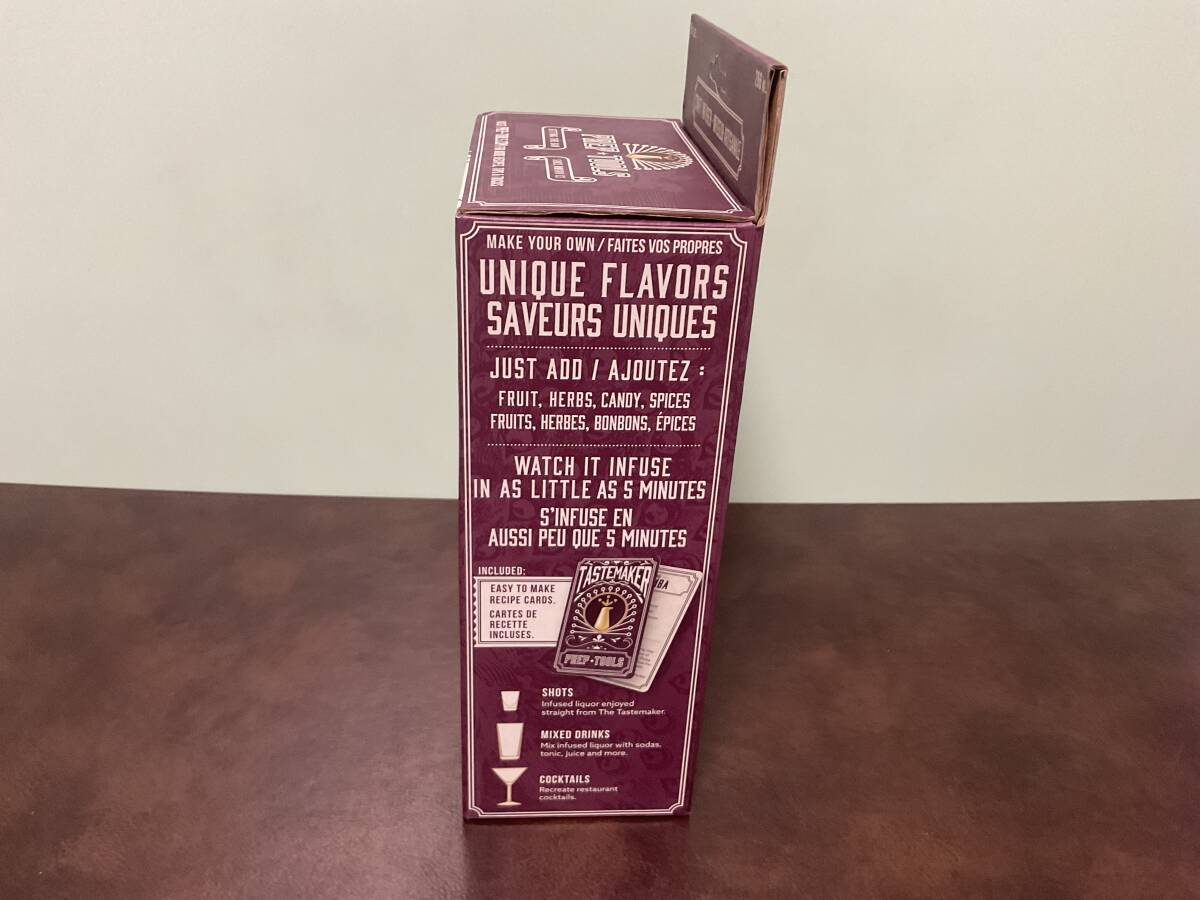 PREP + TOOLS
MAKE YOUR OWN / FAITES VOS PROPRES
UNIQUE FLAVORS
SAVEURS UNIQUES
JUST ADD / AJOUTEZ :
FRUIT, HERBS, CANDY, SPICES
FRUITS, HERBES, BONBONS, ÉPICES
WATCH IT INFUSE
IN AS LITTLE AS 5 MINUTES
S'INFUSE EN
AUSSI PEU QUE 5 MINUTES
INCLUDED:
EASY TO MAKE
RECIPE CARDS.
CARTES DE
RECETTE
INCLUSES.
TASTEMAKER
PREP + TOOLS
SHOTS
Infused liquor enjoyed
straight from The Tastemaker.
MIXED DRINKS
Mix infused liquor with sodas,
tonic, juice and more.
COCKTAILS
Recreate restaurant
cocktails.